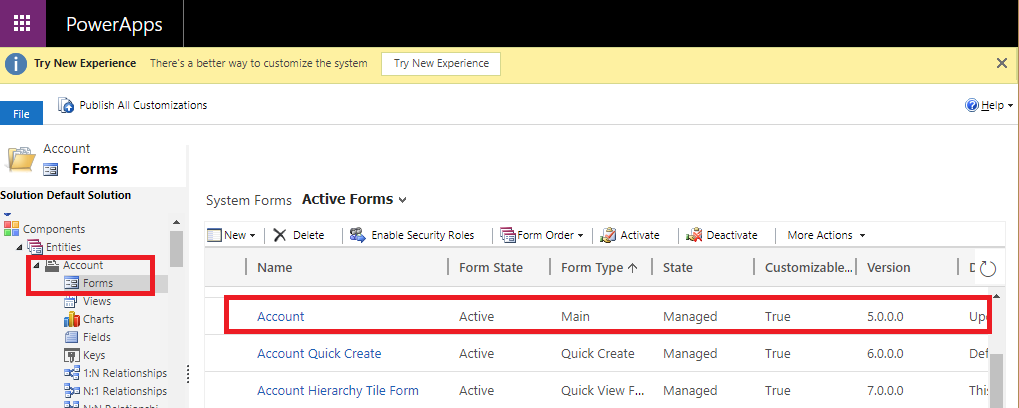 PowerApps
Try New Experience There's a better way to customize the system Try New Experience
File Publish All Customizations Help
Account
Forms
Solution Default Solution
Components
Entities
Account
Forms
Views
Charts
Fields
Keys
1:N Relationships
N:1 Relationships
System Forms Active Forms
New Delete Enable Security Roles Form Order Activate Deactivate More Actions
Name Form State Form Type State Customizable... Version D
Account Active Main Managed True 5.0.0.0 Upd
Account Quick Create Active Quick Create Managed True 6.0.0.0 Def
Account Hierarchy Tile Form Active Quick View F... Managed True 7.0.0.0 This